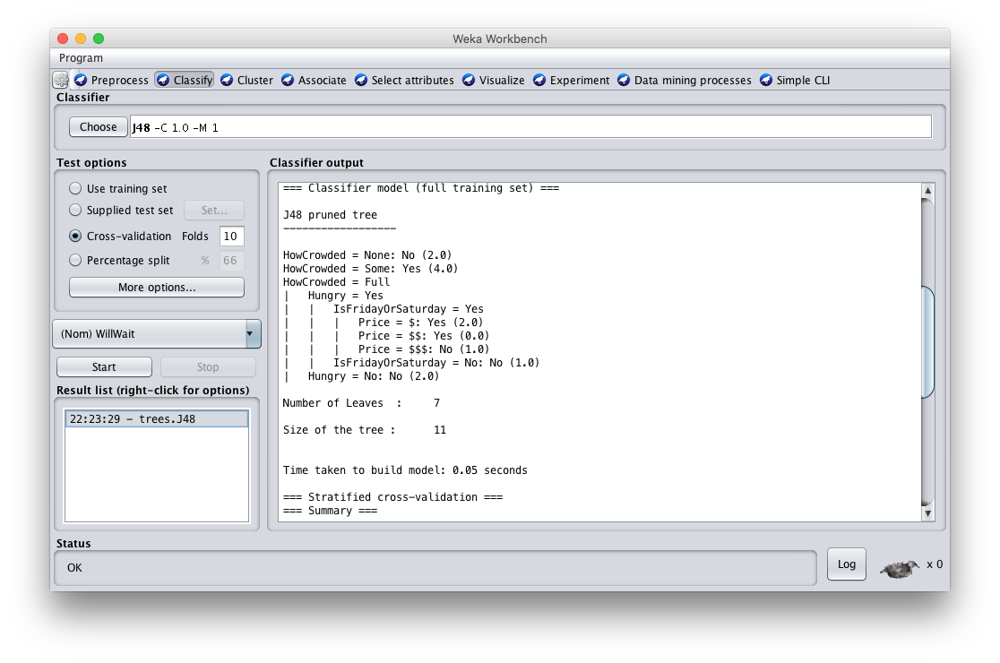 Weka Workbench
Program
Preprocess Classify Cluster Associate Select attributes Visualize Experiment Data mining processes Simple CLI
Classifier
Choose J48 -C 1.0 -M 1
Test options
Use training set
Supplied test set Set...
Cross-validation Folds 10
Percentage split % 66
More options...
(Nom) WillWait
Start Stop
Result list (right-click for options)
22:23:29 - trees.J48
Classifier output
=== Classifier model (full training set) ===
J48 pruned tree
------------------
HowCrowded = None: No (2.0)
HowCrowded = Some: Yes (4.0)
HowCrowded = Full
|   Hungry = Yes
|   |   IsFridayOrSaturday = Yes
|   |   |   Price = $: Yes (2.0)
|   |   |   Price = $$: Yes (0.0)
|   |   |   Price = $$$: No (1.0)
|   |   IsFridayOrSaturday = No: No (1.0)
|   Hungry = No: No (2.0)
Number of Leaves  :     7
Size of the tree :      11
Time taken to build model: 0.05 seconds
=== Stratified cross-validation ===
=== Summary ===
Status
OK
Log
x 0